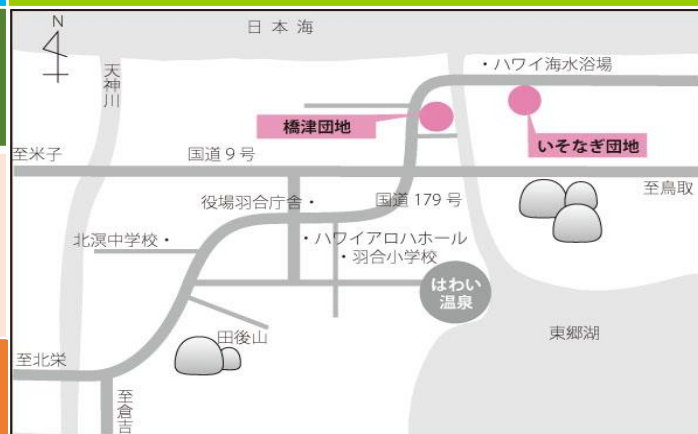 N
日本海
天神川
・ハワイ海水浴場
橋津団地
いそなぎ団地
至米子
国道9号
至鳥取
役場羽合庁舎・
国道179号
北溟中学校・
・ハワイアロハホール
・羽合小学校
はわい
温泉
東郷湖
田後山
至北栄
至倉吉